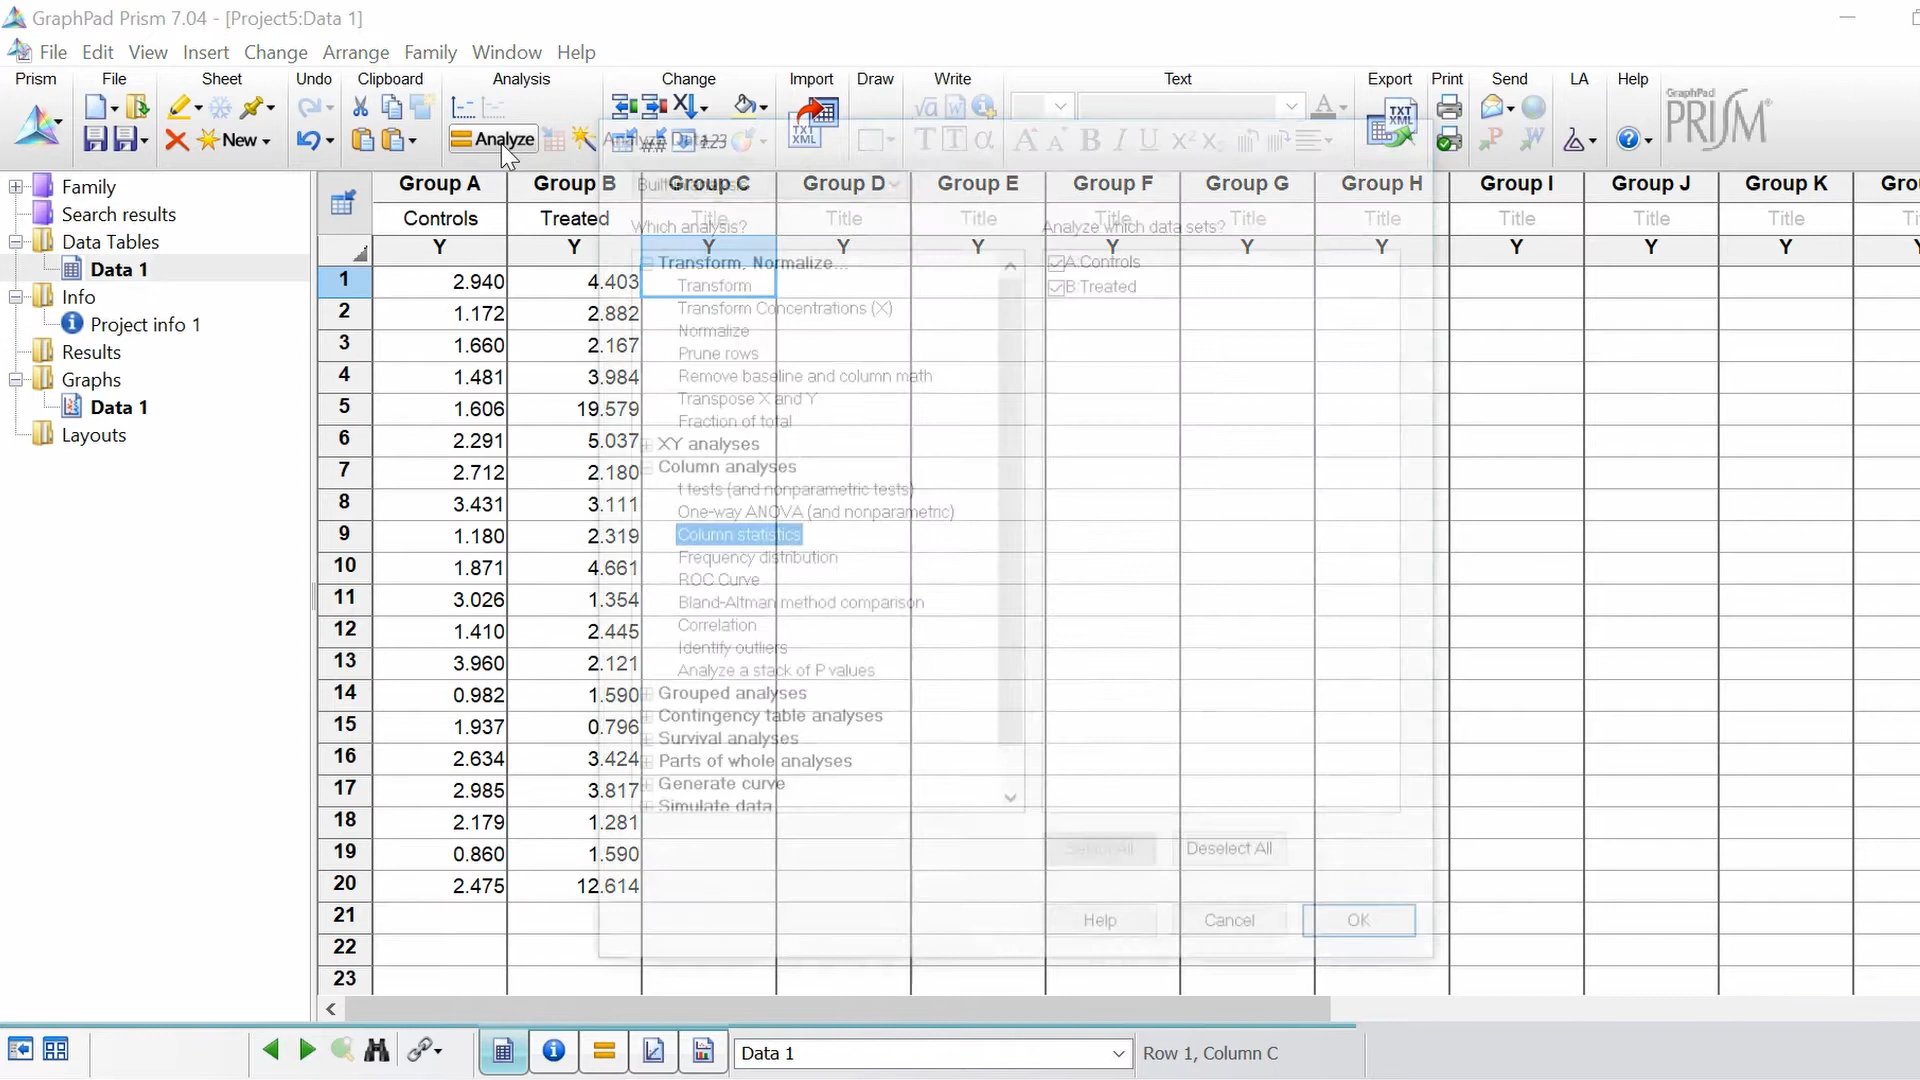 GraphPad Prism 7.04 - [Project5:Data 1]
File Edit View Insert Change Arrange Family Window Help
Prism File Sheet Undo Clipboard Analysis Change Import Draw Write Text Export Print Send LA Help
New Analyze
TXT XML
TXT XML
GraphPad PRISM
Family
Search results
Data Tables
Data 1
Info
Project info 1
Results
Graphs
Data 1
Layouts
Group A Group B Group C Group D Group E Group F Group G Group H Group I Group J Group K
Controls Treated Title Title Title Title Title Title Title Title Title
Y Y Y Y Y Y Y Y Y Y Y
1 2.940 4.403
2 1.172 2.882
3 1.660 2.167
4 1.481 3.984
5 1.606 19.579
6 2.291 5.037
7 2.712 2.180
8 3.431 3.111
9 1.180 2.319
10 1.871 4.661
11 3.026 1.354
12 1.410 2.445
13 3.960 2.121
14 0.982 1.590
15 1.937 0.796
16 2.634 3.424
17 2.985 3.817
18 2.179 1.281
19 0.860 1.590
20 2.475 12.614
21
22
23
Which analysis?
Transform, Normalize...
Transform
Transform Concentrations (X)
Normalize
Prune rows
Remove baseline and column math
Transpose X and Y
Fraction of total
XY analyses
Column analyses
t tests (and nonparametric tests)
One-way ANOVA (and nonparametric)
Column statistics
Frequency distribution
ROC Curve
Bland-Altman method comparison
Correlation
Identify outliers
Analyze a stack of P values
Grouped analyses
Contingency table analyses
Survival analyses
Parts of whole analyses
Generate curve
Simulate data
Analyze which data sets?
A:Controls
B:Treated
Select All Deselect All
Help Cancel OK
Data 1
Row 1, Column C